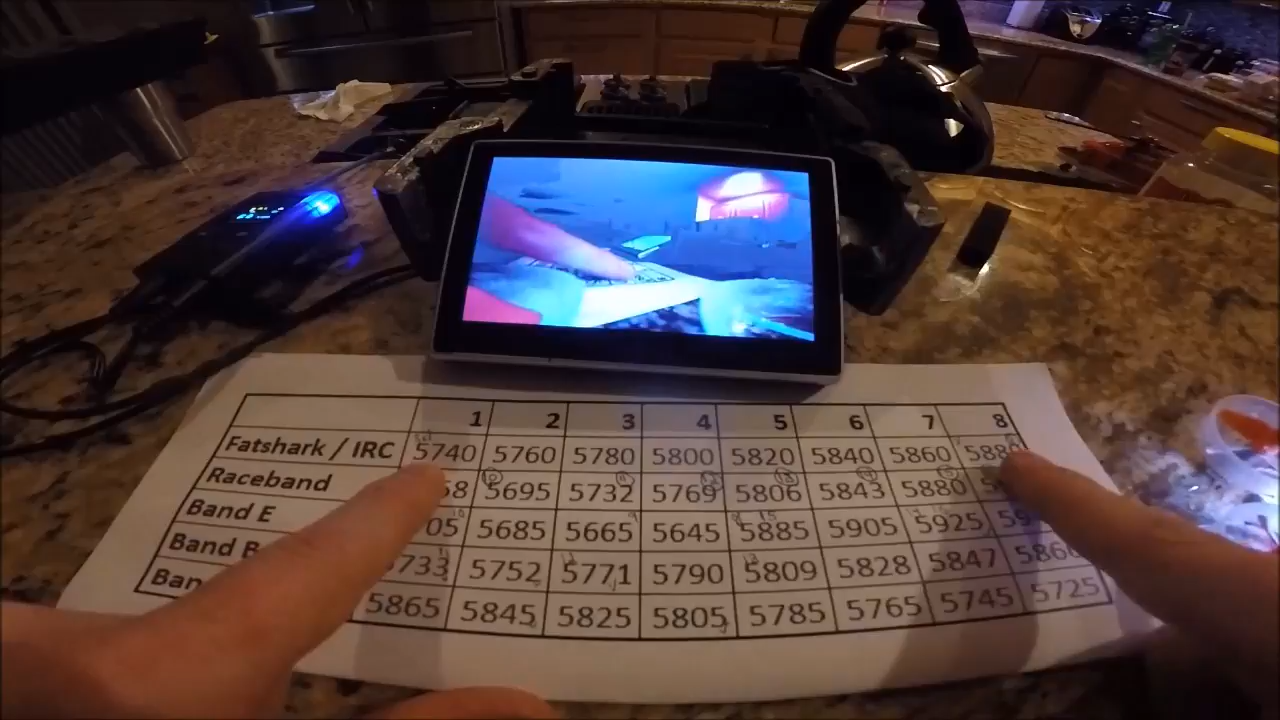 1 2 3 4 5 6 7 8
Fatshark / IRC 5740 5760 5780 5800 5820 5840 5860 5880
Raceband 5695 5732 5769 5806 5843 5880
Band E 5685 5665 5645 5885 5905 5925
Band 5733 5752 5771 5790 5809 5828 5847 5866
5865 5845 5825 5805 5785 5765 5745 5725